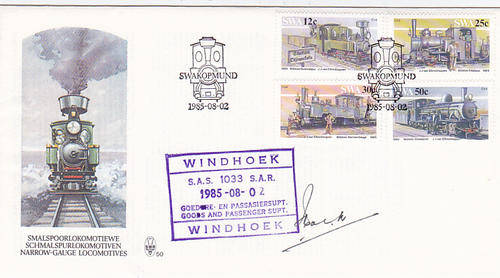 12c
SWA
SWA
25c
SWAKOPMUND
1985-08-02
SWAKOPMUND
1985-08-02
30c
SWA
SWA
50c
WINDHOEK
S.A.S. 1033 S.A.R.
1985-08-02
GOEDERE- EN PASSASIERSUPT.
GOODS AND PASSENGER SUPT.
WINDHOEK
SMALSPOORLOKOMOTIEWE
SCHMALSPURLOKOMOTIVEN
NARROW-GAUGE LOCOMOTIVES
SWA
50